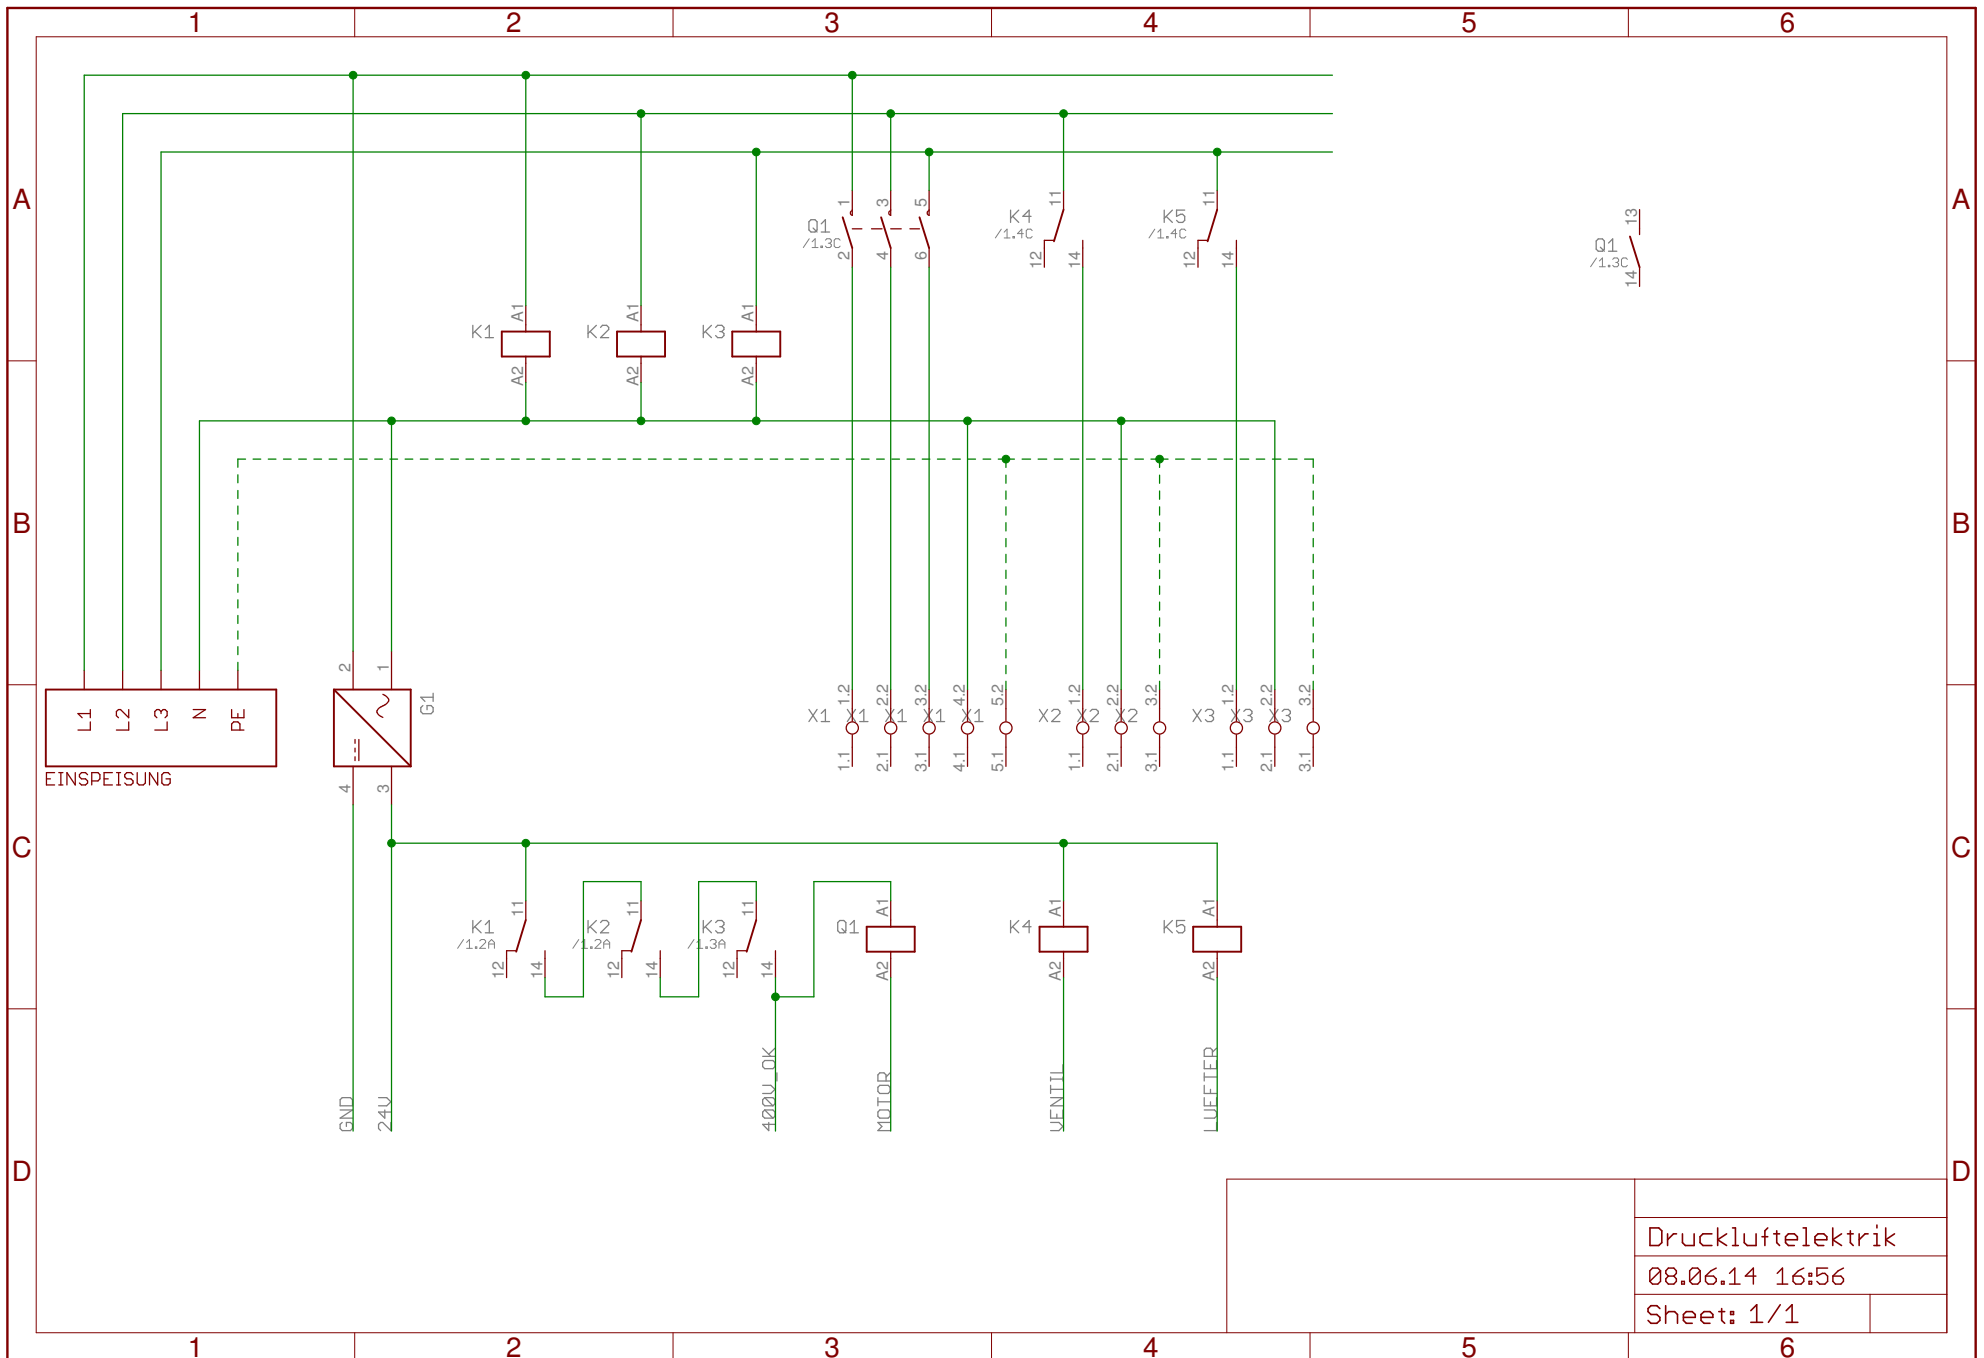 1 2 3 4 5 6
A A
B B
C C
D D
1 3 5
Q1
/1.3C
2 4 6
11
K4
/1.4C
12 14
11
K5
/1.4C
12 14
13
Q1
/1.3C
14
A1 A1 A1
K1 K2 K3
A2 A2 A2
2 1
L1 L2 L3 N PE
G1
EINSPEISUNG
4 3
1.2 2.2 3.2 4.2 5.2
X1 X1 X1 X1 X1
1.1 2.1 3.1 4.1 5.1
1.2 2.2 3.2
X2 X2 X2
1.1 2.1 3.1
1.2 2.2 3.2
X3 X3 X3
1.1 2.1 3.1
11 11 11 A1 A1 A1
K1 K2 K3 Q1 K4 K5
/1.2A /1.2A /1.3A
12 14 12 14 12 14 A2 A2 A2
GND 24V 400V_OK MOTOR VENTIL LUEFTER
Druckluftelektrik
08.06.14 16:56
Sheet: 1/1
1 2 3 4 5 6